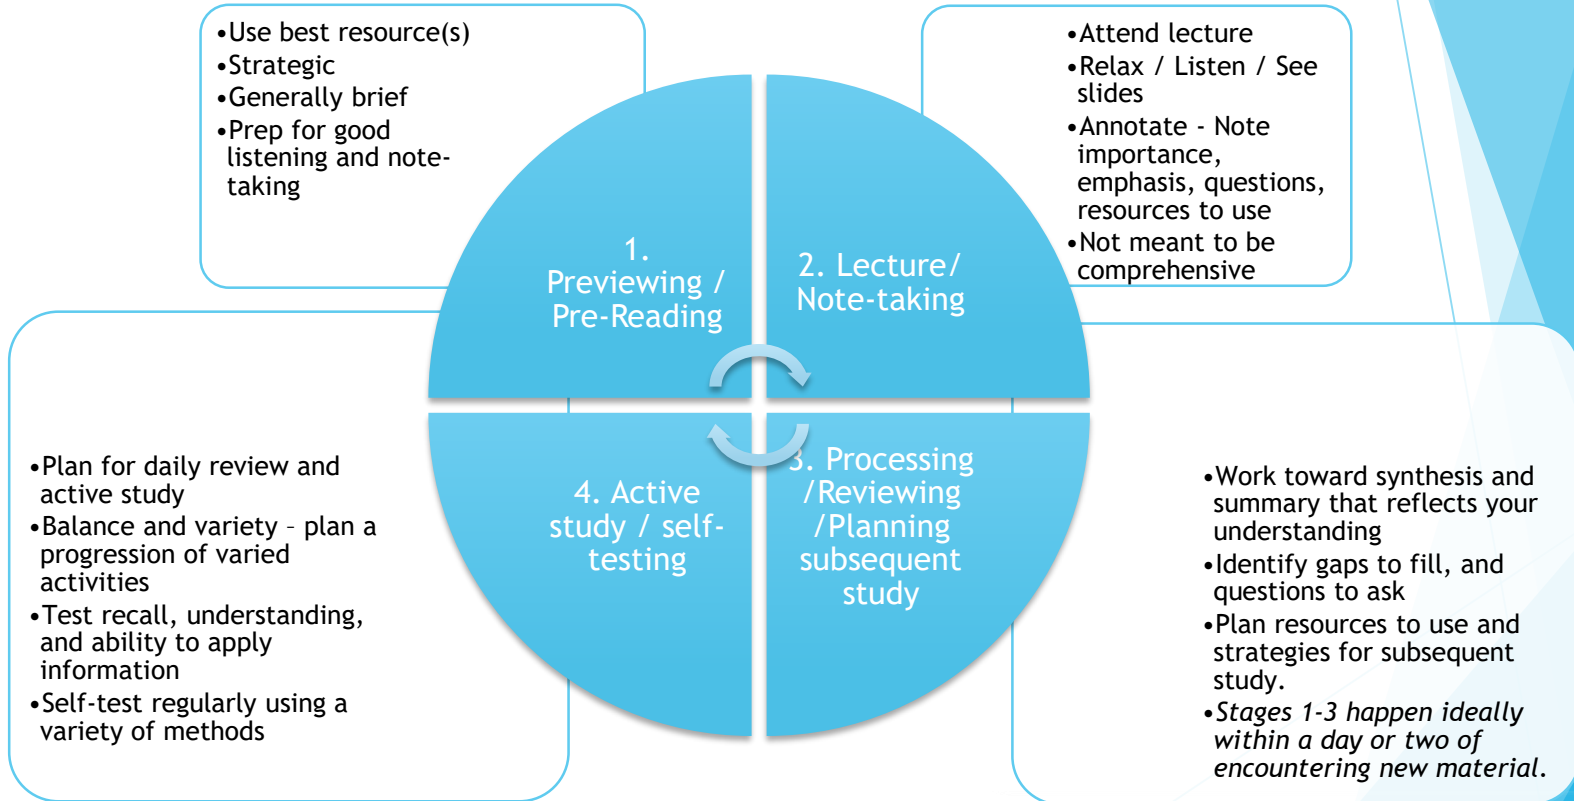 •Use best resource(s)
•Strategic
•Generally brief
•Prep for good
listening and note-
taking
•Attend lecture
•Relax / Listen / See
slides
•Annotate - Note
importance,
emphasis, questions,
resources to use
•Not meant to be
comprehensive
1.
Previewing /
Pre-Reading
2. Lecture/
Note-taking
3. Processing
/Reviewing
/Planning
subsequent
study
4. Active
study / self-
testing
•Plan for daily review and
active study
•Balance and variety – plan a
progression of varied
activities
•Test recall, understanding,
and ability to apply
information
•Self-test regularly using a
variety of methods
•Work toward synthesis and
summary that reflects your
understanding
•Identify gaps to fill, and
questions to ask
•Plan resources to use and
strategies for subsequent
study.
•Stages 1-3 happen ideally
within a day or two of
encountering new material.